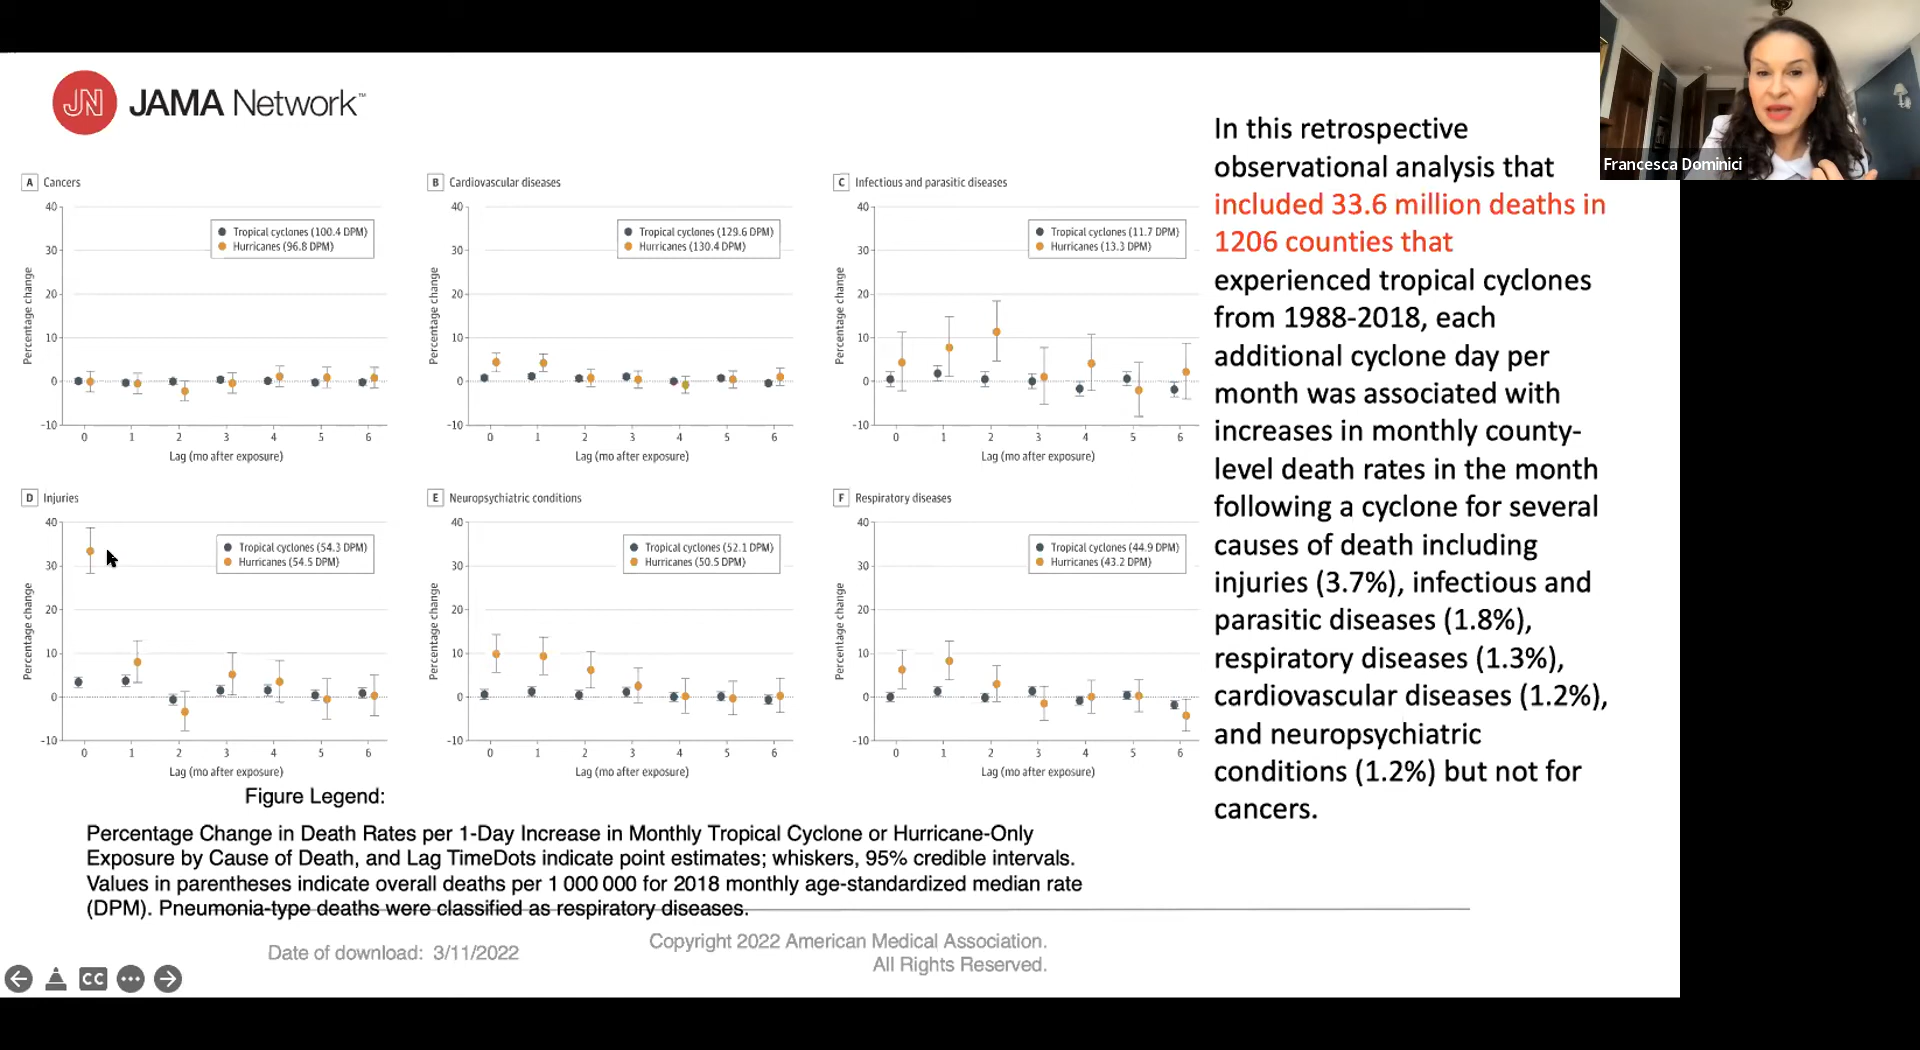 JN JAMA Network™
Francesca Dominici
A Cancers
40
30
20
10
0
-10
Percentage change
Tropical cyclones (100.4 DPM)
Hurricanes (96.8 DPM)
0 1 2 3 4 5 6
Lag (mo after exposure)
B Cardiovascular diseases
40
30
20
10
0
-10
Percentage change
Tropical cyclones (129.6 DPM)
Hurricanes (130.4 DPM)
0 1 2 3 4 5 6
Lag (mo after exposure)
C Infectious and parasitic diseases
40
30
20
10
0
-10
Percentage change
Tropical cyclones (11.7 DPM)
Hurricanes (13.3 DPM)
0 1 2 3 4 5 6
Lag (mo after exposure)
D Injuries
40
30
20
10
0
-10
Percentage change
Tropical cyclones (54.3 DPM)
Hurricanes (54.5 DPM)
0 1 2 3 4 5 6
Lag (mo after exposure)
E Neuropsychiatric conditions
40
30
20
10
0
-10
Percentage change
Tropical cyclones (52.1 DPM)
Hurricanes (50.5 DPM)
0 1 2 3 4 5 6
Lag (mo after exposure)
F Respiratory diseases
40
30
20
10
0
-10
Percentage change
Tropical cyclones (44.9 DPM)
Hurricanes (43.2 DPM)
0 1 2 3 4 5 6
Lag (mo after exposure)
In this retrospective
observational analysis that
included 33.6 million deaths in
1206 counties that
experienced tropical cyclones
from 1988-2018, each
additional cyclone day per
month was associated with
increases in monthly county-
level death rates in the month
following a cyclone for several
causes of death including
injuries (3.7%), infectious and
parasitic diseases (1.8%),
respiratory diseases (1.3%),
cardiovascular diseases (1.2%),
and neuropsychiatric
conditions (1.2%) but not for
cancers.
Figure Legend:
Percentage Change in Death Rates per 1-Day Increase in Monthly Tropical Cyclone or Hurricane-Only
Exposure by Cause of Death, and Lag TimeDots indicate point estimates; whiskers, 95% credible intervals.
Values in parentheses indicate overall deaths per 1 000 000 for 2018 monthly age-standardized median rate
(DPM). Pneumonia-type deaths were classified as respiratory diseases.
Date of download: 3/11/2022
Copyright 2022 American Medical Association.
All Rights Reserved.
CC